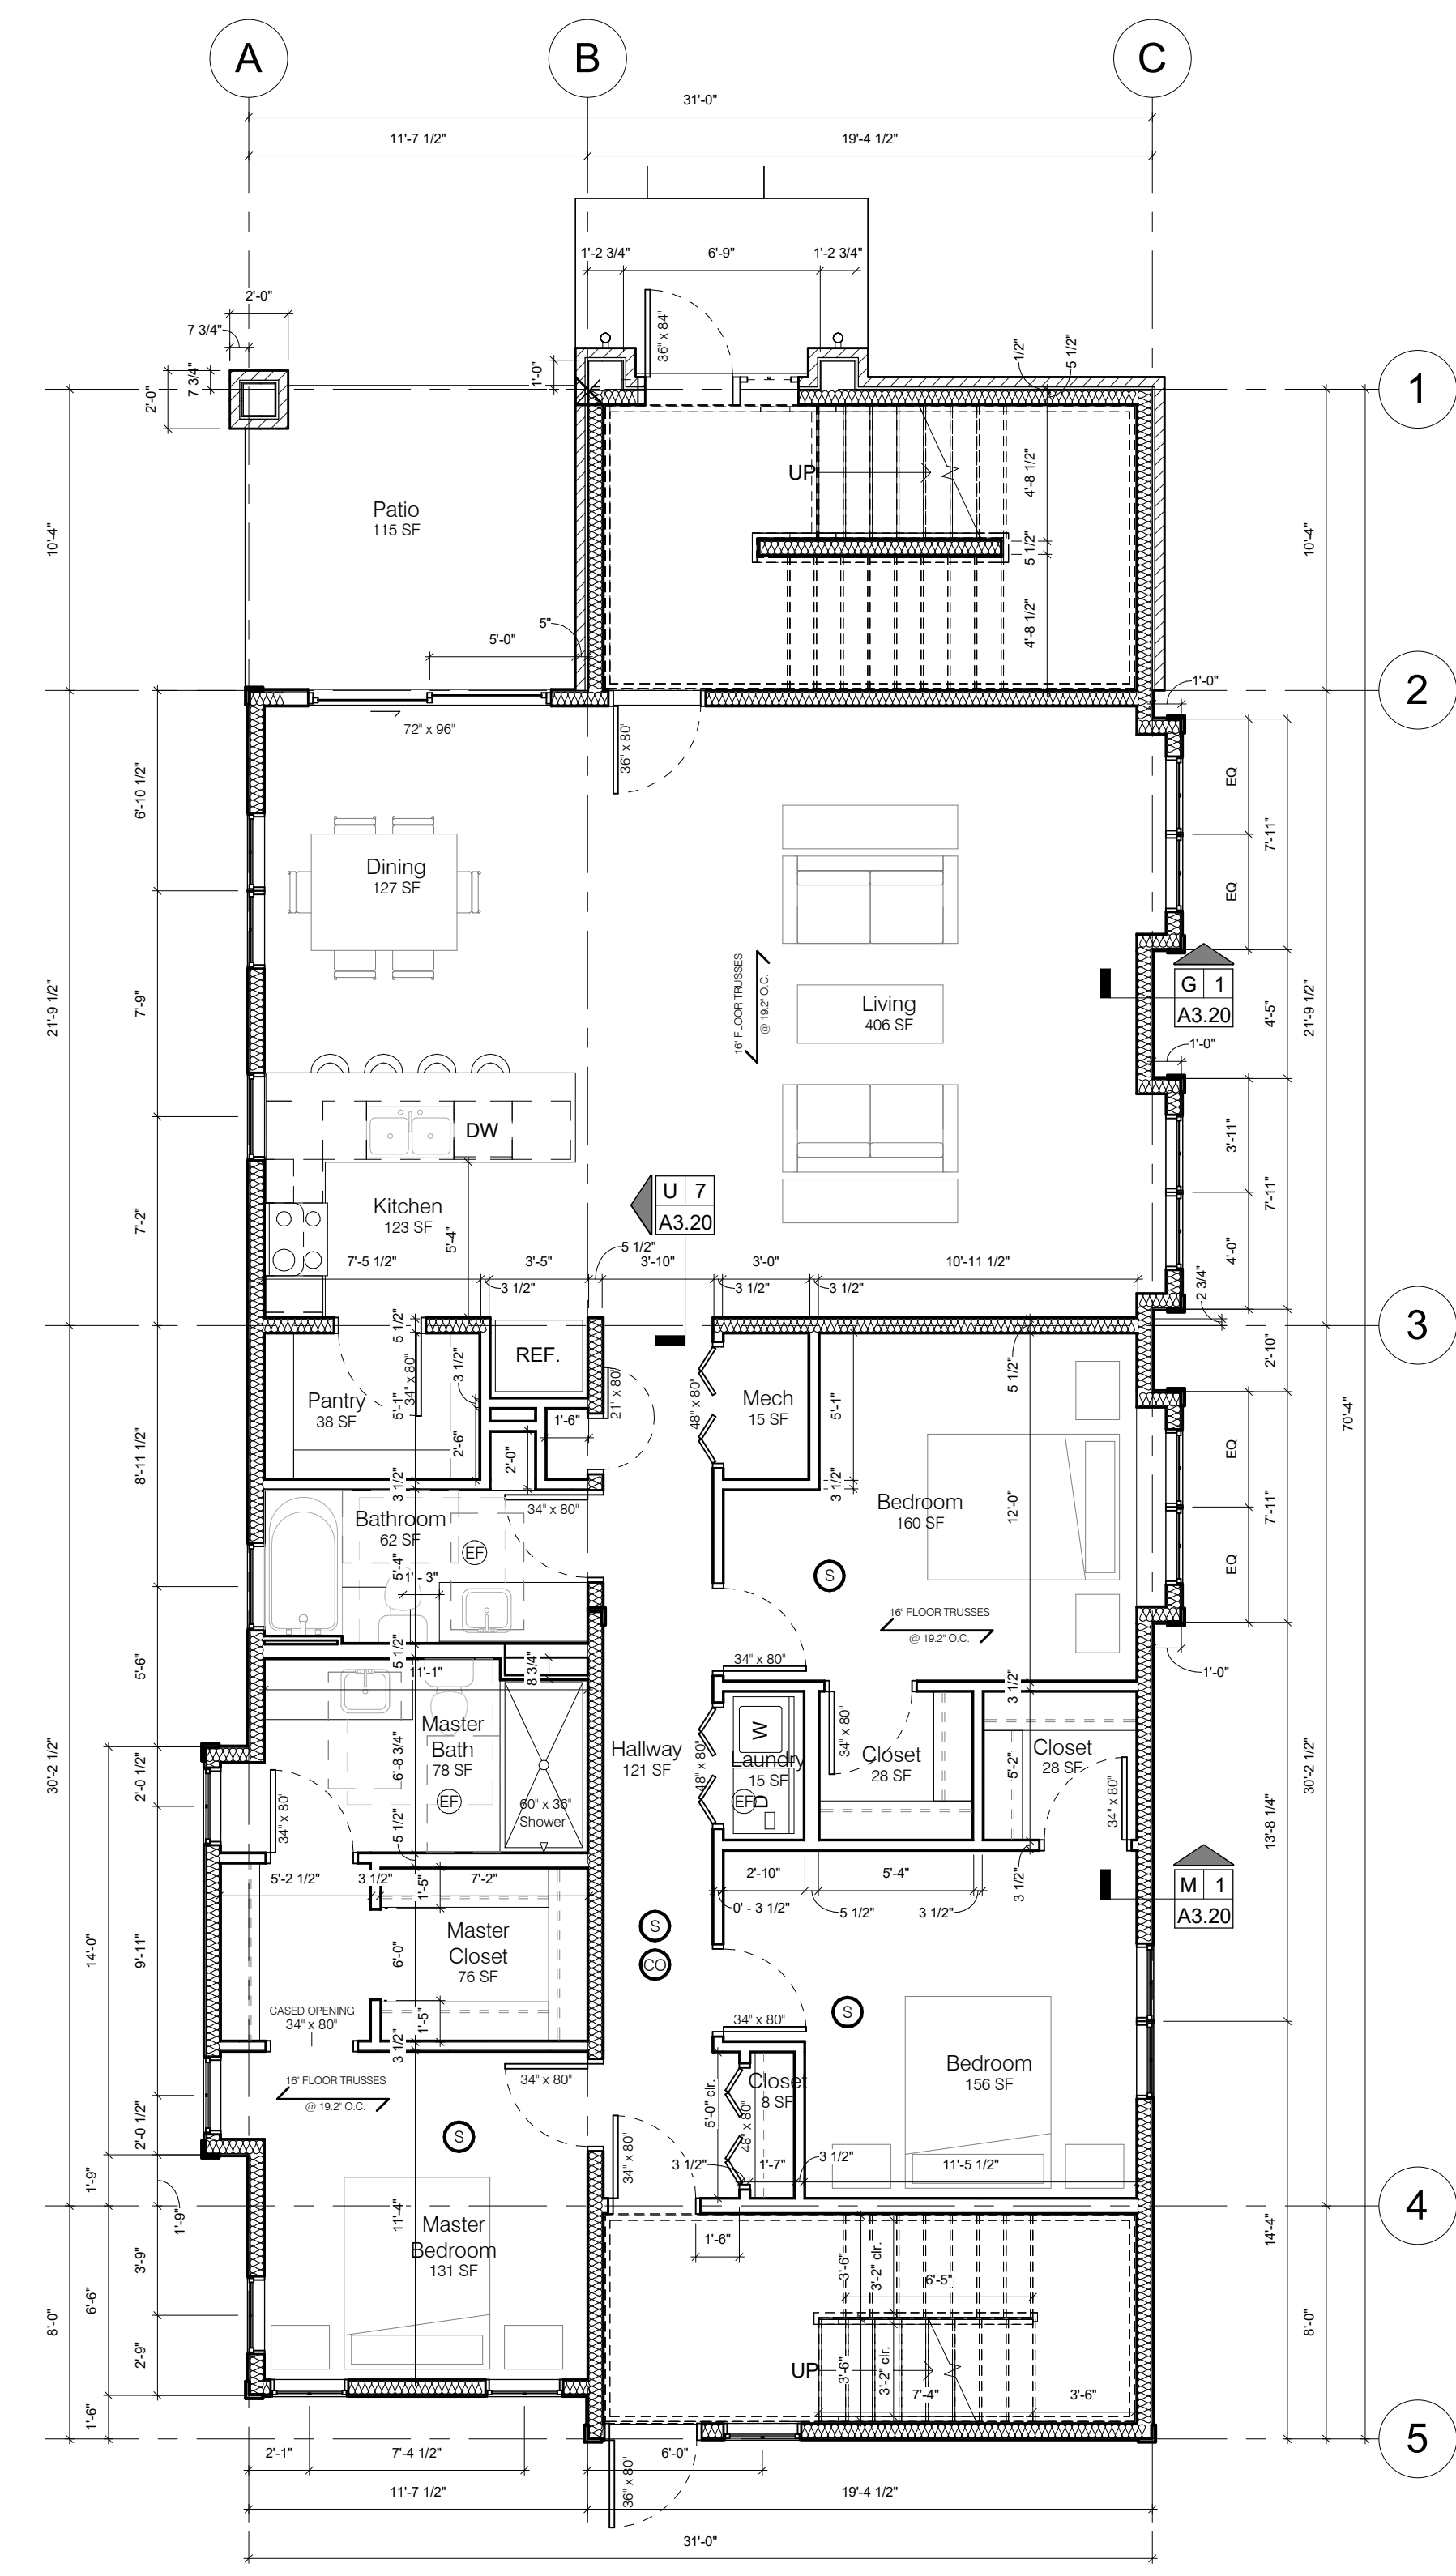 A
B
C
31'-0"
11'-7 1/2"
19'-4 1/2"
1'-2 3/4"
6'-9"
1'-2 3/4"
2'-0"
7 3/4"
36" x 84"
1/2"
5 1/2"
2'-0"
7 3/4"
1'-0"
1
UP
4'-8 1/2"
Patio
115 SF
10'-4"
10'-4"
5 1/2"
4'-8 1/2"
5"
5'-0"
2
1'-0"
72" x 96"
36" x 80"
6'-10 1/2"
EQ
7'-11"
EQ
Dining
127 SF
16" FLOOR TRUSSES
@ 19.2" O.C.
Living
406 SF
G 1
A3.20
21'-9 1/2"
7'-9"
4'-5"
21'-9 1/2"
1'-0"
DW
3'-11"
7'-11"
U 7
A3.20
Kitchen
123 SF
7'-2"
5'-4"
4'-0"
7'-5 1/2"
3'-5"
5 1/2"
3'-10"
3'-0"
10'-11 1/2"
3 1/2"
3 1/2"
3 1/2"
2 3/4"
3
5 1/2"
REF.
34" x 80"
3 1/2"
21" x 80"
48" x 80"
5 1/2"
2'-10"
Pantry
38 SF
5'-1"
Mech
15 SF
5'-1"
70'-4"
1'-6"
2'-6"
2'-0"
8'-11 1/2"
3 1/2"
3 1/2"
EQ
7'-11"
EQ
34" x 80"
Bedroom
160 SF
12'-0"
Bathroom
62 SF
EF
5'-4"
1' - 3"
S
16" FLOOR TRUSSES
@ 19.2" O.C.
5 1/2"
11'-1"
8 3/4"
34" x 80"
5'-6"
3 1/2"
1'-0"
Master
Bath
78 SF
6'-8 3/4"
EF
Hallway
121 SF
W
Laundry
15 SF
EF
D
48" x 80"
34" x 80"
Closet
28 SF
5'-2"
Closet
28 SF
34" x 80"
30'-2 1/2"
2'-0 1/2"
30'-2 1/2"
34" x 80"
60" x 36"
Shower
5 1/2"
13'-8 1/4"
M 1
A3.20
5'-2 1/2"
3 1/2"
7'-2"
1'-5"
2'-10"
5'-4"
3 1/2"
0' - 3 1/2"
5 1/2"
3 1/2"
S
CO
Master
Closet
76 SF
6'-0"
14'-0"
9'-11"
CASED OPENING
34" x 80"
1'-5"
3 1/2"
34" x 80"
S
16" FLOOR TRUSSES
@ 19.2" O.C.
34" x 80"
Bedroom
156 SF
Closet
8 SF
5'-0" clr.
48" x 80"
2'-0 1/2"
S
34" x 80"
3 1/2"
1'-7"
3 1/2"
11'-5 1/2"
1'-9"
1'-9"
4
11'-4"
Master
Bedroom
131 SF
1'-6"
3'-6"
3'-2" clr.
6'-5"
14'-4"
3'-9"
6'-6"
8'-0"
8'-0"
2'-9"
UP
3'-6"
3'-2" clr.
7'-4"
3'-6"
1'-6"
5
2'-1"
7'-4 1/2"
6'-0"
36" x 80"
11'-7 1/2"
19'-4 1/2"
31'-0"